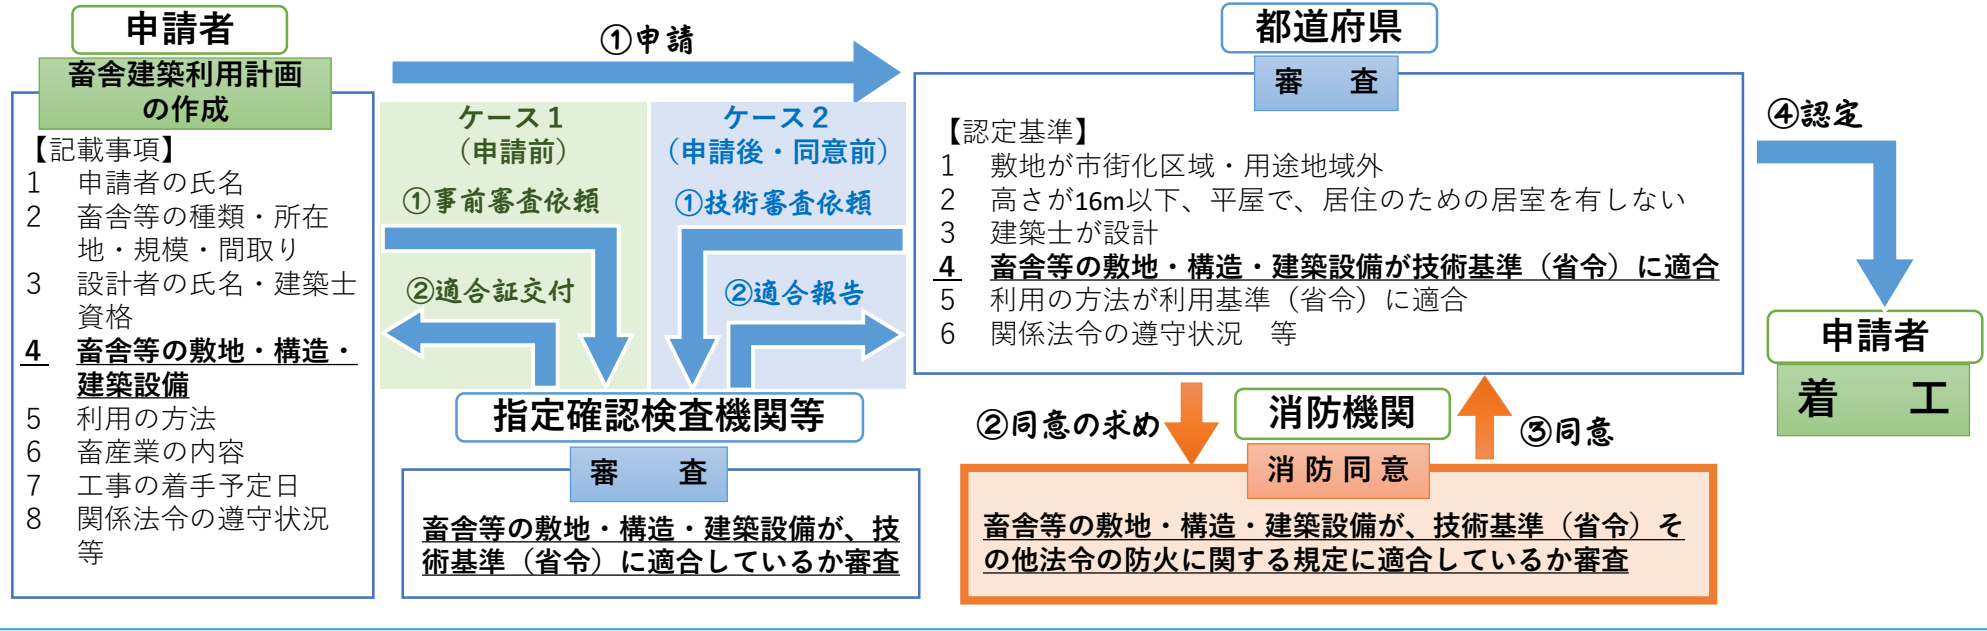 申請者
畜舎建築利用計画
の作成
【記載事項】
1 申請者の氏名
2 畜舎等の種類・所在
地・規模・間取り
3 設計者の氏名・建築士
資格
4 畜舎等の敷地・構造・
建築設備
5 利用の方法
6 畜産業の内容
7 工事の着手予定日
8 関係法令の遵守状況
等
①申請
ケース1
（申請前）
①事前審査依頼
②適合証交付
ケース2
（申請後・同意前）
①技術審査依頼
②適合報告
指定確認検査機関等
審 査
畜舎等の敷地・構造・建築設備が、技
術基準（省令）に適合しているか審査
都道府県
審 査
【認定基準】
1 敷地が市街化区域・用途地域外
2 高さが16m以下、平屋で、居住のための居室を有しない
3 建築士が設計
4 畜舎等の敷地・構造・建築設備が技術基準（省令）に適合
5 利用の方法が利用基準（省令）に適合
6 関係法令の遵守状況 等
②同意の求め
消防機関
③同意
消防同意
畜舎等の敷地・構造・建築設備が、技術基準（省令）そ
の他法令の防火に関する規定に適合しているか審査
④認定
申請者
着 工